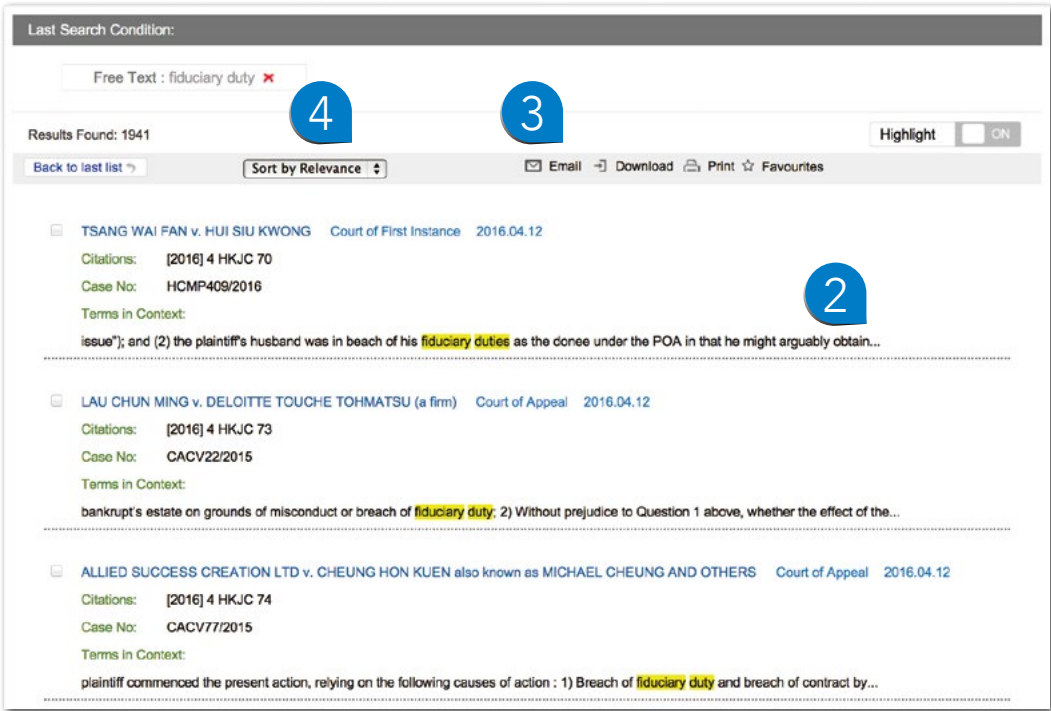 Last Search Condition:
Free Text : fiduciary duty ✕
4
3
Results Found: 1941
Highlight ON
Back to last list
Sort by Relevance
Email Download Print Favourites
TSANG WAI FAN v. HUI SIU KWONG Court of First Instance 2016.04.12
Citations: [2016] 4 HKJC 70
Case No: HCMP409/2016
2
Terms in Context:
issue"); and (2) the plaintiff's husband was in beach of his fiduciary duties as the donee under the POA in that he might arguably obtain...
LAU CHUN MING v. DELOITTE TOUCHE TOHMATSU (a firm) Court of Appeal 2016.04.12
Citations: [2016] 4 HKJC 73
Case No: CACV22/2015
Terms in Context:
bankrupt's estate on grounds of misconduct or breach of fiduciary duty; 2) Without prejudice to Question 1 above, whether the effect of the...
ALLIED SUCCESS CREATION LTD v. CHEUNG HON KUEN also known as MICHAEL CHEUNG AND OTHERS Court of Appeal 2016.04.12
Citations: [2016] 4 HKJC 74
Case No: CACV77/2015
Terms in Context:
plaintiff commenced the present action, relying on the following causes of action : 1) Breach of fiduciary duty and breach of contract by...